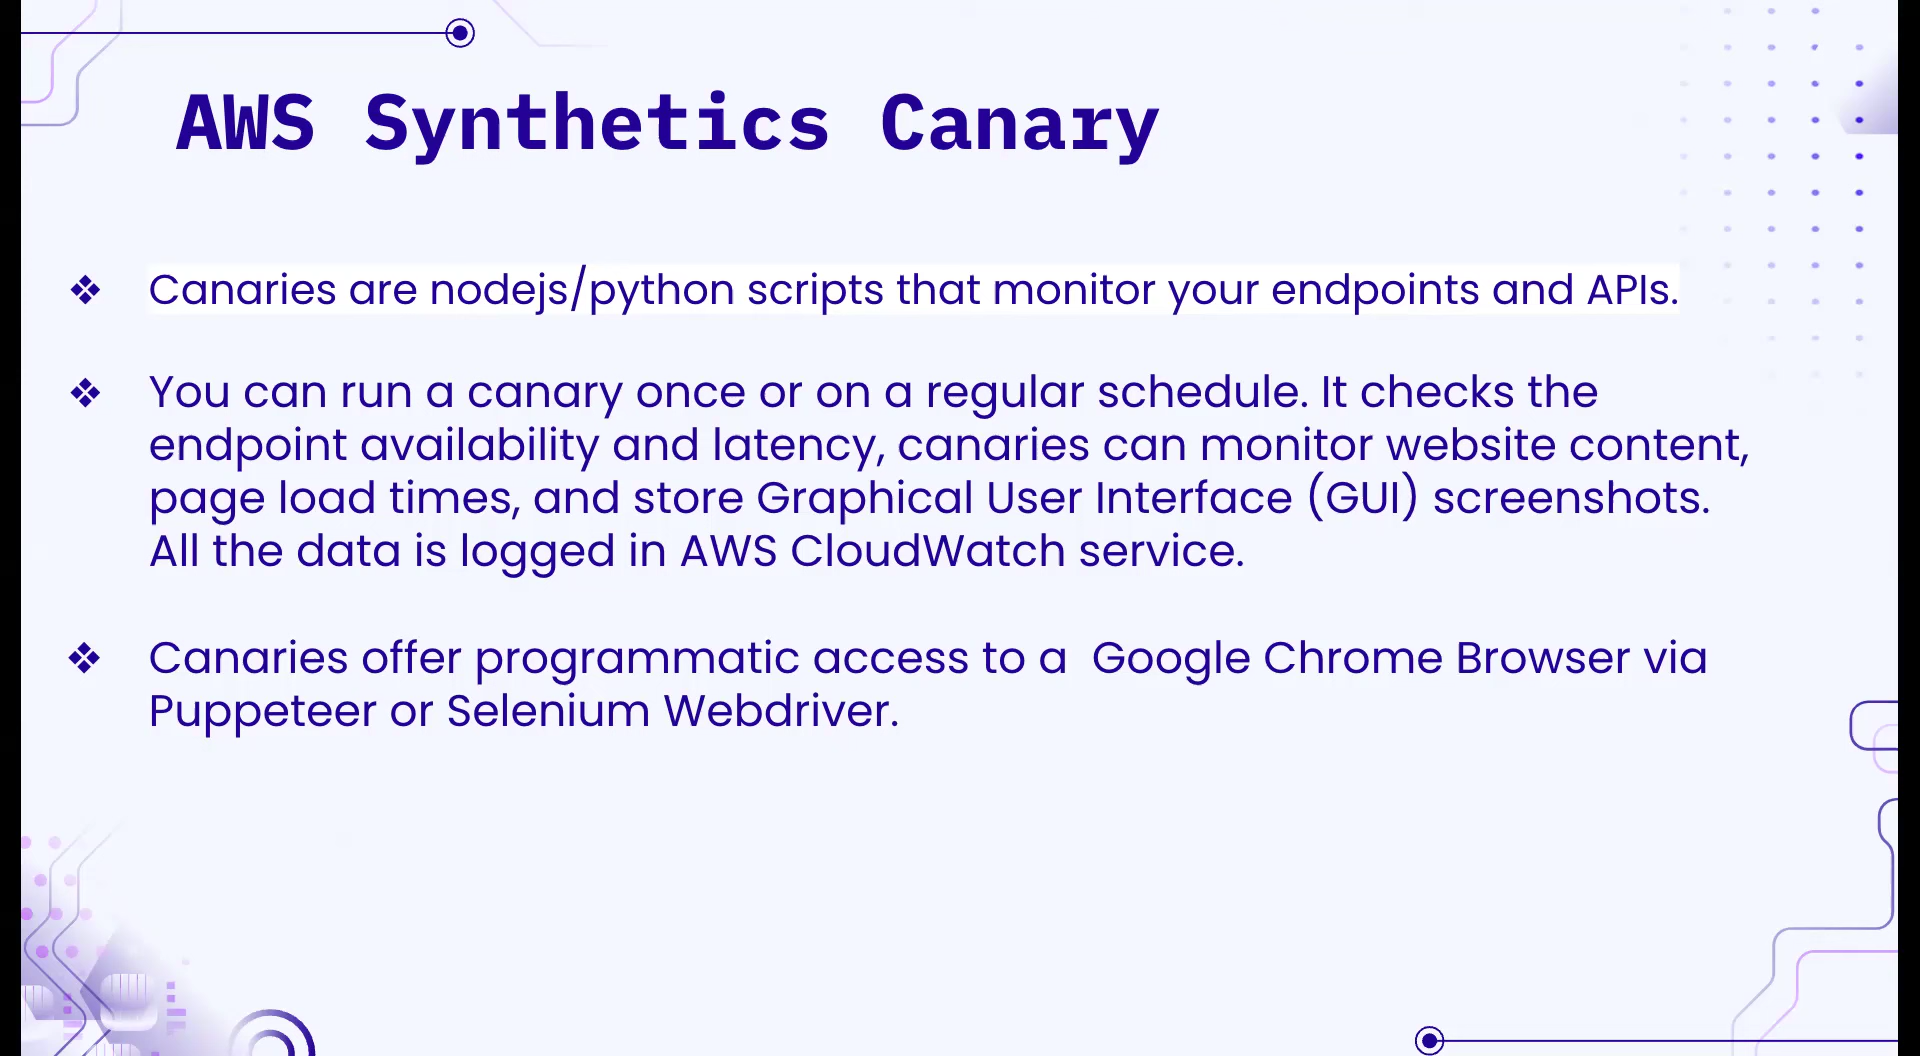 AWS Synthetics Canary
❖ Canaries are nodejs/python scripts that monitor your endpoints and APIs.
❖ You can run a canary once or on a regular schedule. It checks the
endpoint availability and latency, canaries can monitor website content,
page load times, and store Graphical User Interface (GUI) screenshots.
All the data is logged in AWS CloudWatch service.
❖ Canaries offer programmatic access to a  Google Chrome Browser via
Puppeteer or Selenium Webdriver.